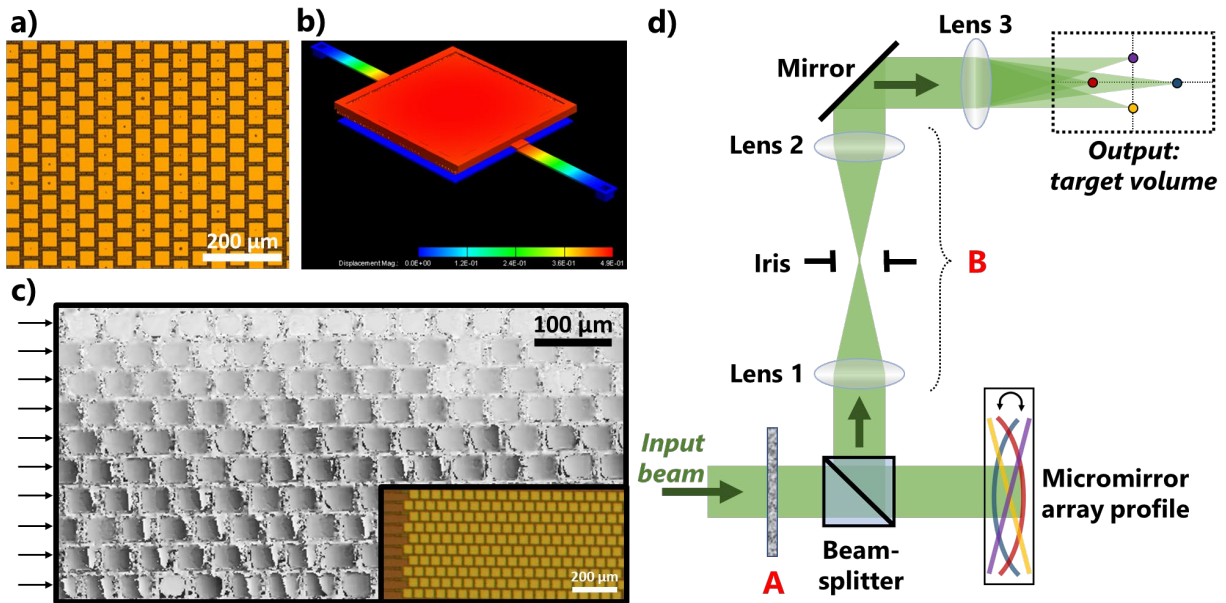 a)
200 µm
b)
Displacement Mag.:
0.0E+00
1.2E-01
2.4E-01
3.6E-01
4.9E-01
c)
100 µm
200 µm
d)
Lens 3
Mirror
Output:
target volume
Lens 2
Iris
B
Lens 1
Input
beam
Micromirror
array profile
A
Beam-
splitter